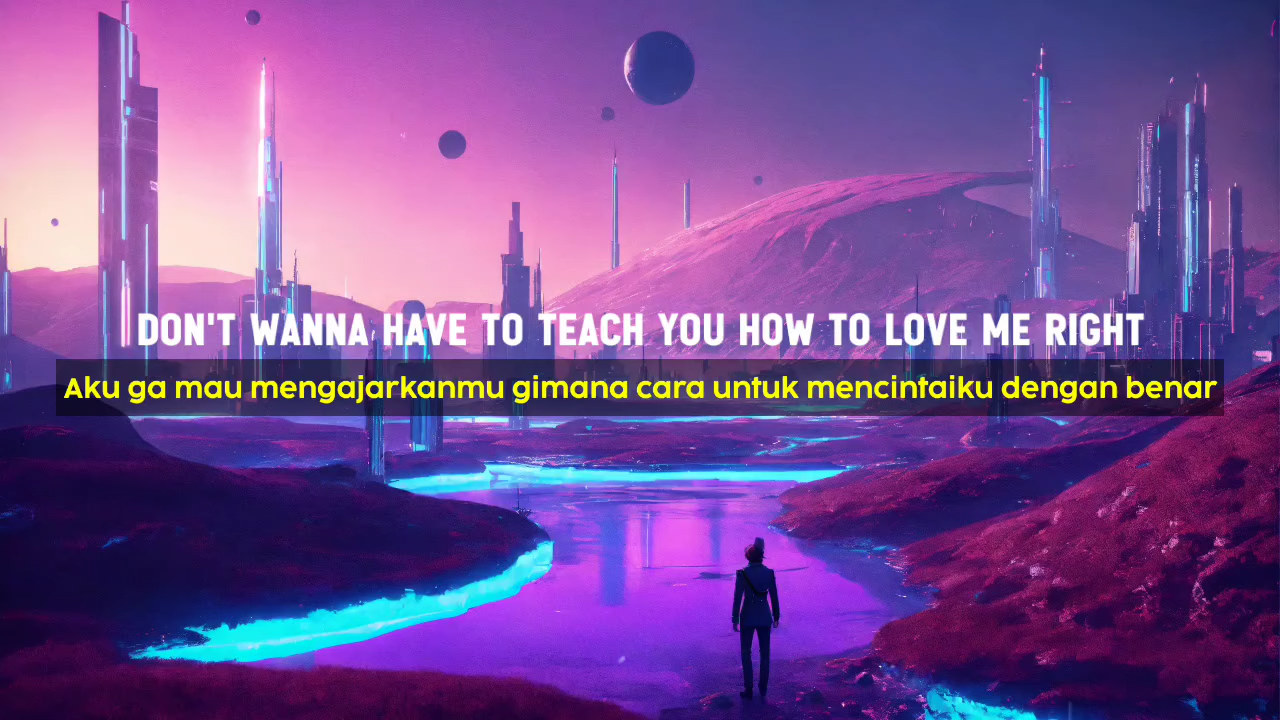 DON'T WANNA HAVE TO TEACH YOU HOW TO LOVE ME RIGHT
Aku ga mau mengajarkanmu gimana cara untuk mencintaiku dengan benar